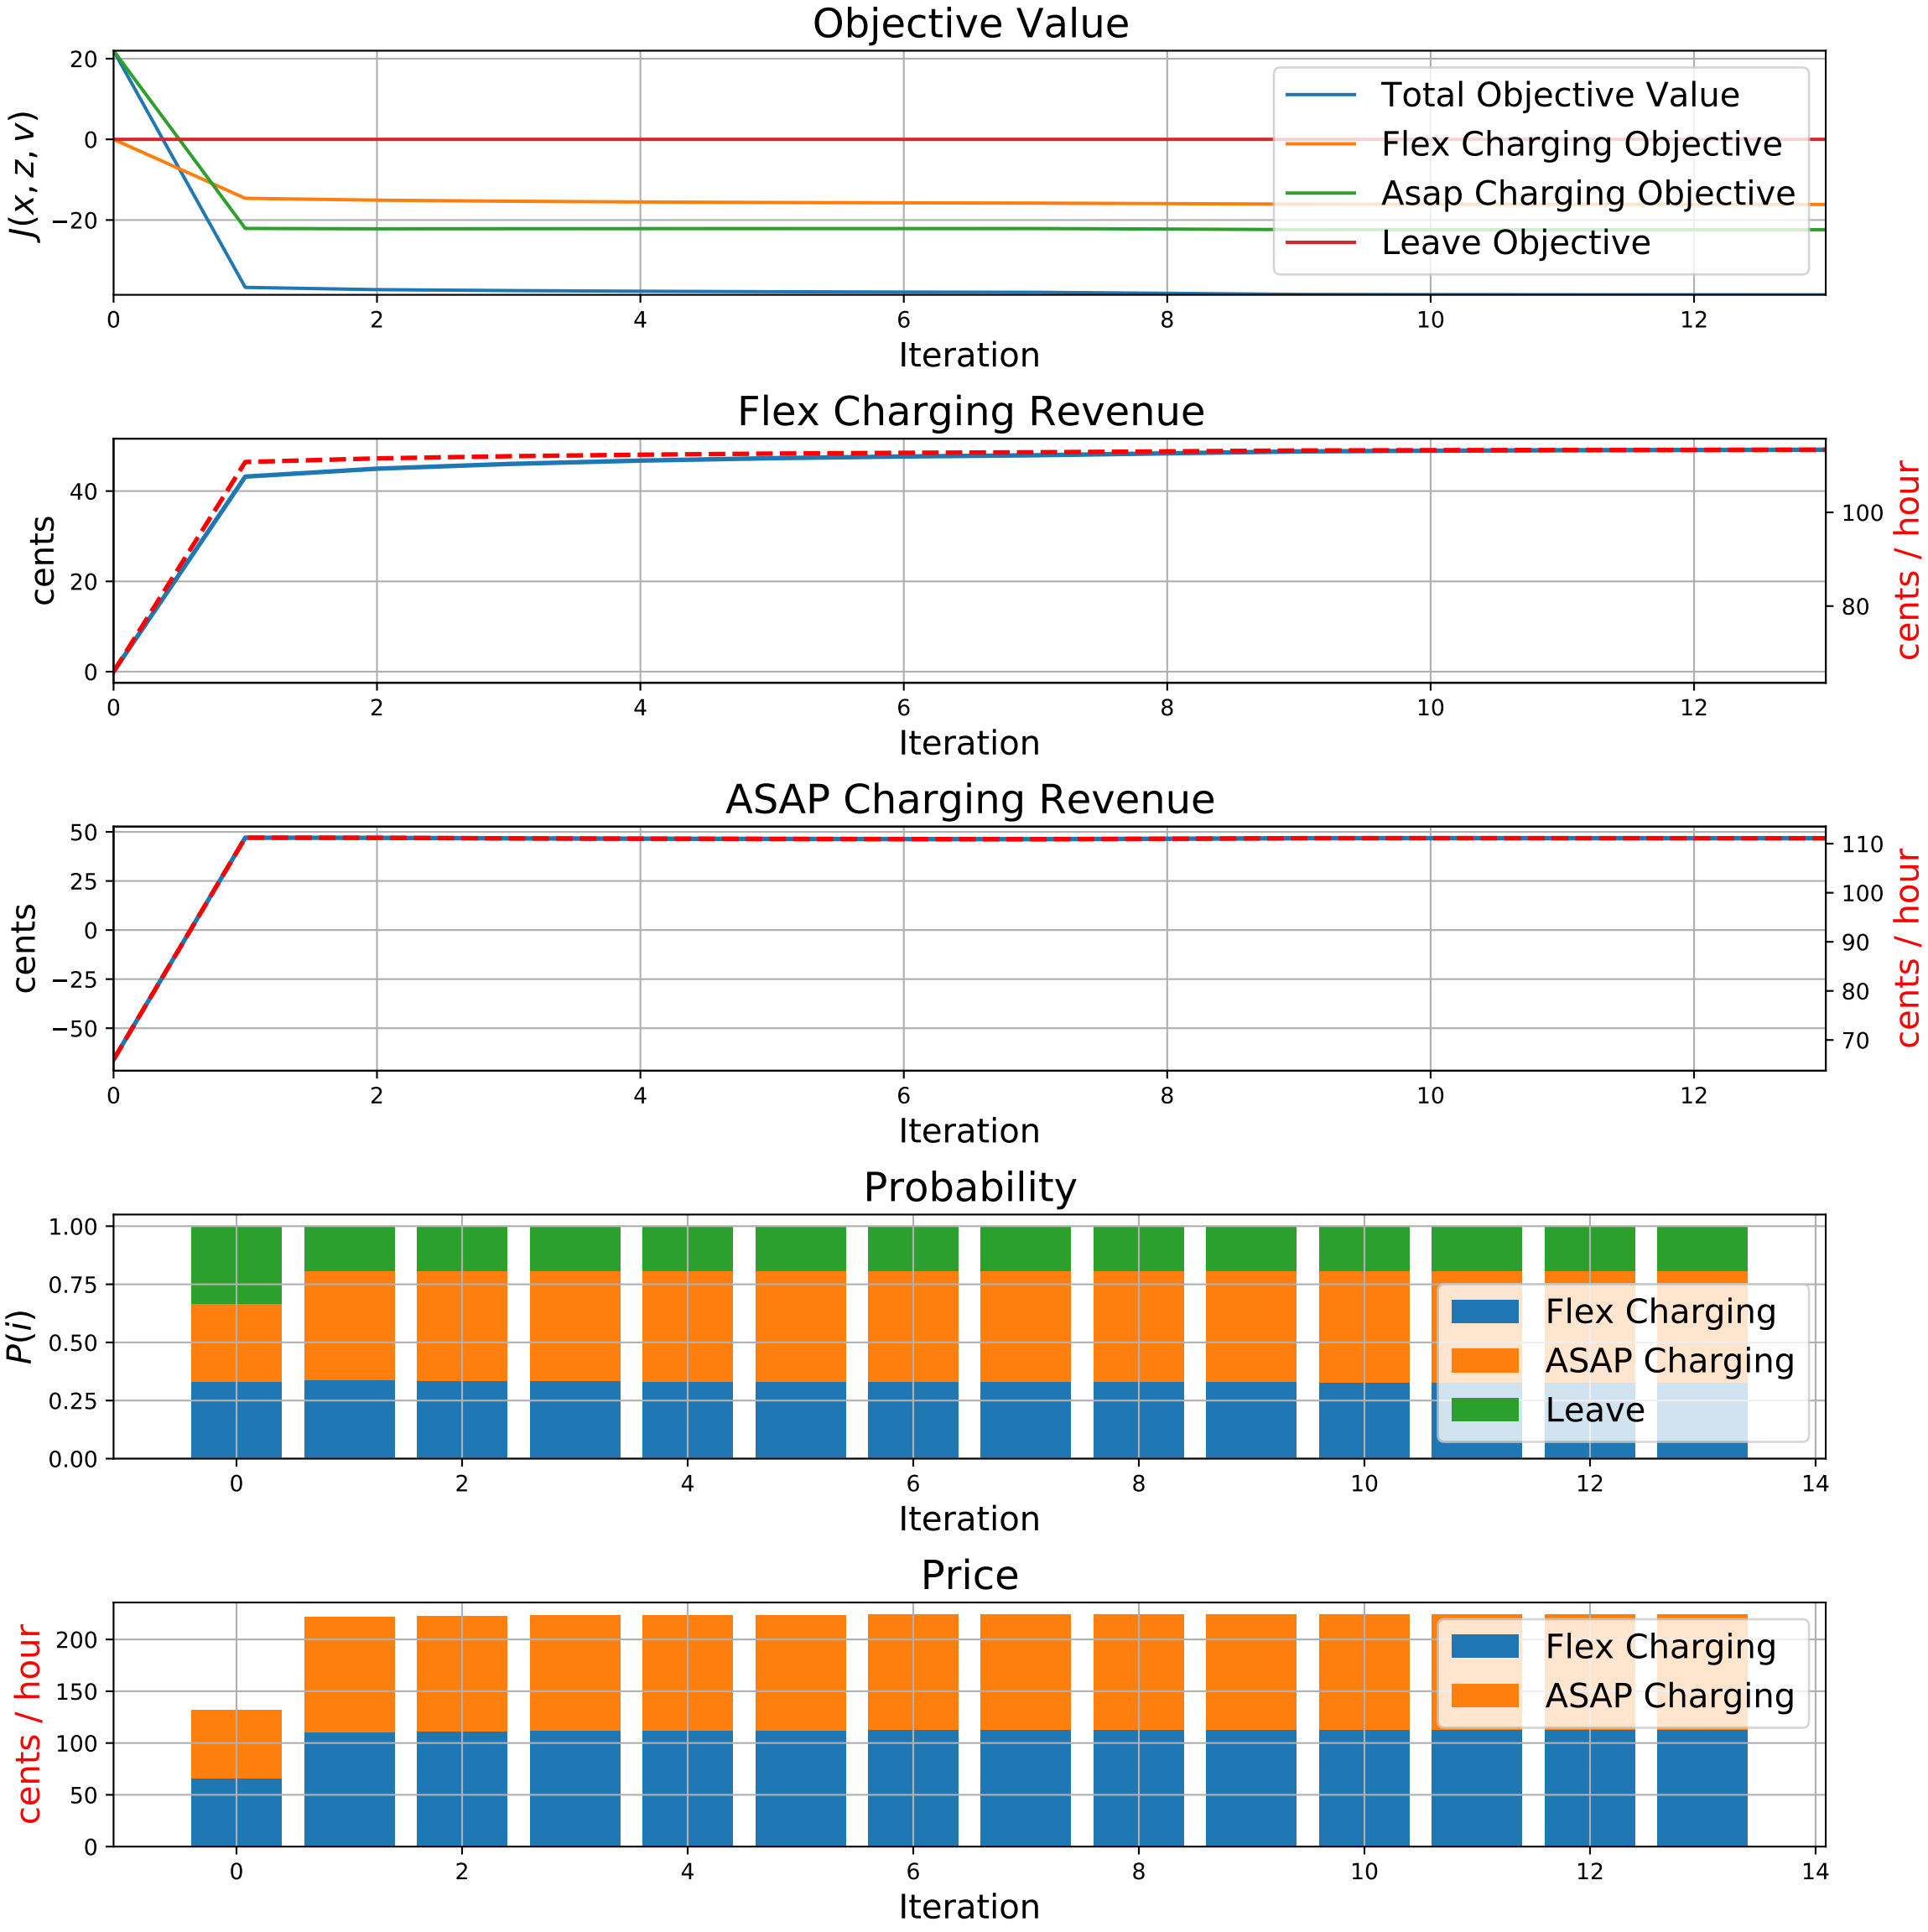 Objective Value
20
0
−20
J(x, z, v)
Total Objective Value
Flex Charging Objective
Asap Charging Objective
Leave Objective
0 2 4 6 8 10 12
Iteration
Flex Charging Revenue
40
20
0
cents
100
80
cents / hour
0 2 4 6 8 10 12
Iteration
ASAP Charging Revenue
50
25
0
−25
−50
cents
110
100
90
80
70
cents / hour
0 2 4 6 8 10 12
Iteration
Probability
1.00
0.75
0.50
0.25
0.00
P(i)
Flex Charging
ASAP Charging
Leave
0 2 4 6 8 10 12 14
Iteration
Price
200
150
100
50
0
cents / hour
Flex Charging
ASAP Charging
0 2 4 6 8 10 12 14
Iteration